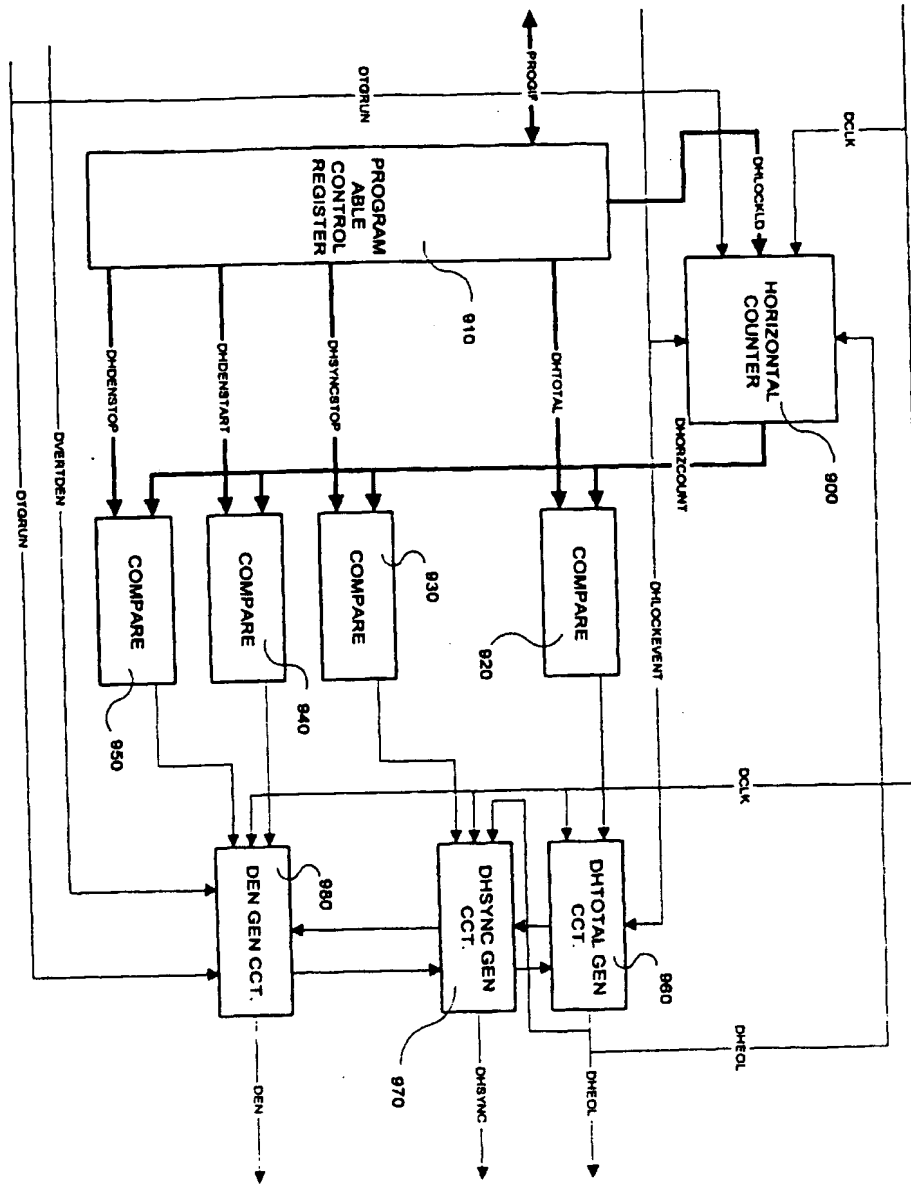 DCLK
DHLOCKLD
DTGRUN
PROGIF
HORIZONTAL
COUNTER
900
PROGRAM
ABLE
CONTROL
REGISTER
910
DHTOTAL
DHSYNCSTOP
DHDENSTART
DHDENSTOP
DHORZCOUNT
DHLOCKEVENT
DVERTDEN
DTGRUN
COMPARE
920
COMPARE
930
COMPARE
940
COMPARE
950
DCLK
DHTOTAL GEN
CCT.
960
DHSYNC GEN
CCT.
970
DEN GEN CCT.
980
DHEOL
DHEOL
DHSYNC
DEN